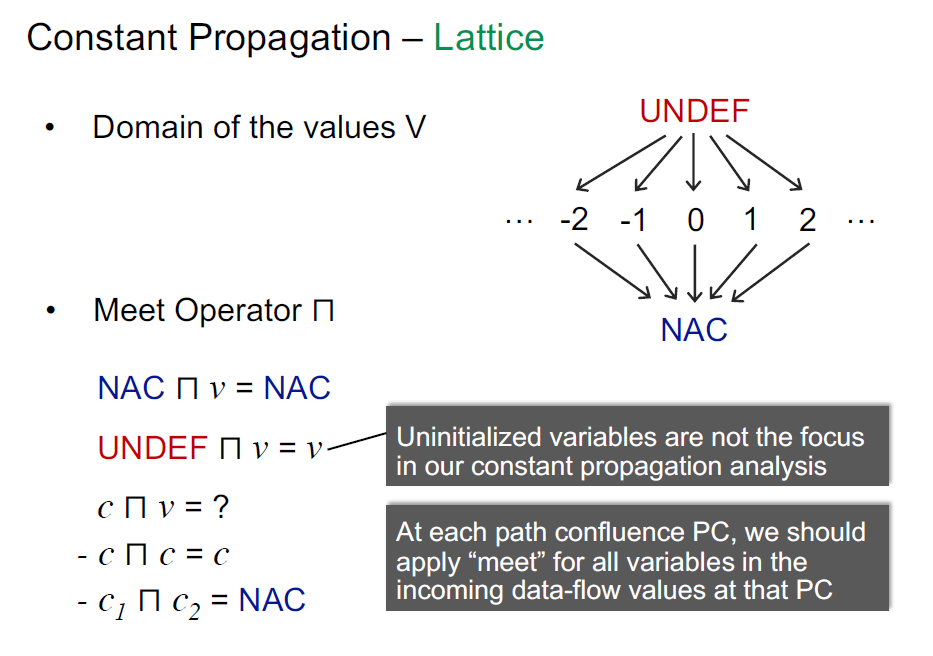 Constant Propagation – Lattice
• Domain of the values V
UNDEF
··· -2 -1 0 1 2 ···
NAC
• Meet Operator ⊓
NAC ⊓ v = NAC
UNDEF ⊓ v = v
Uninitialized variables are not the focus
in our constant propagation analysis
c ⊓ v = ?
- c ⊓ c = c
- c₁ ⊓ c₂ = NAC
At each path confluence PC, we should
apply “meet” for all variables in the
incoming data-flow values at that PC